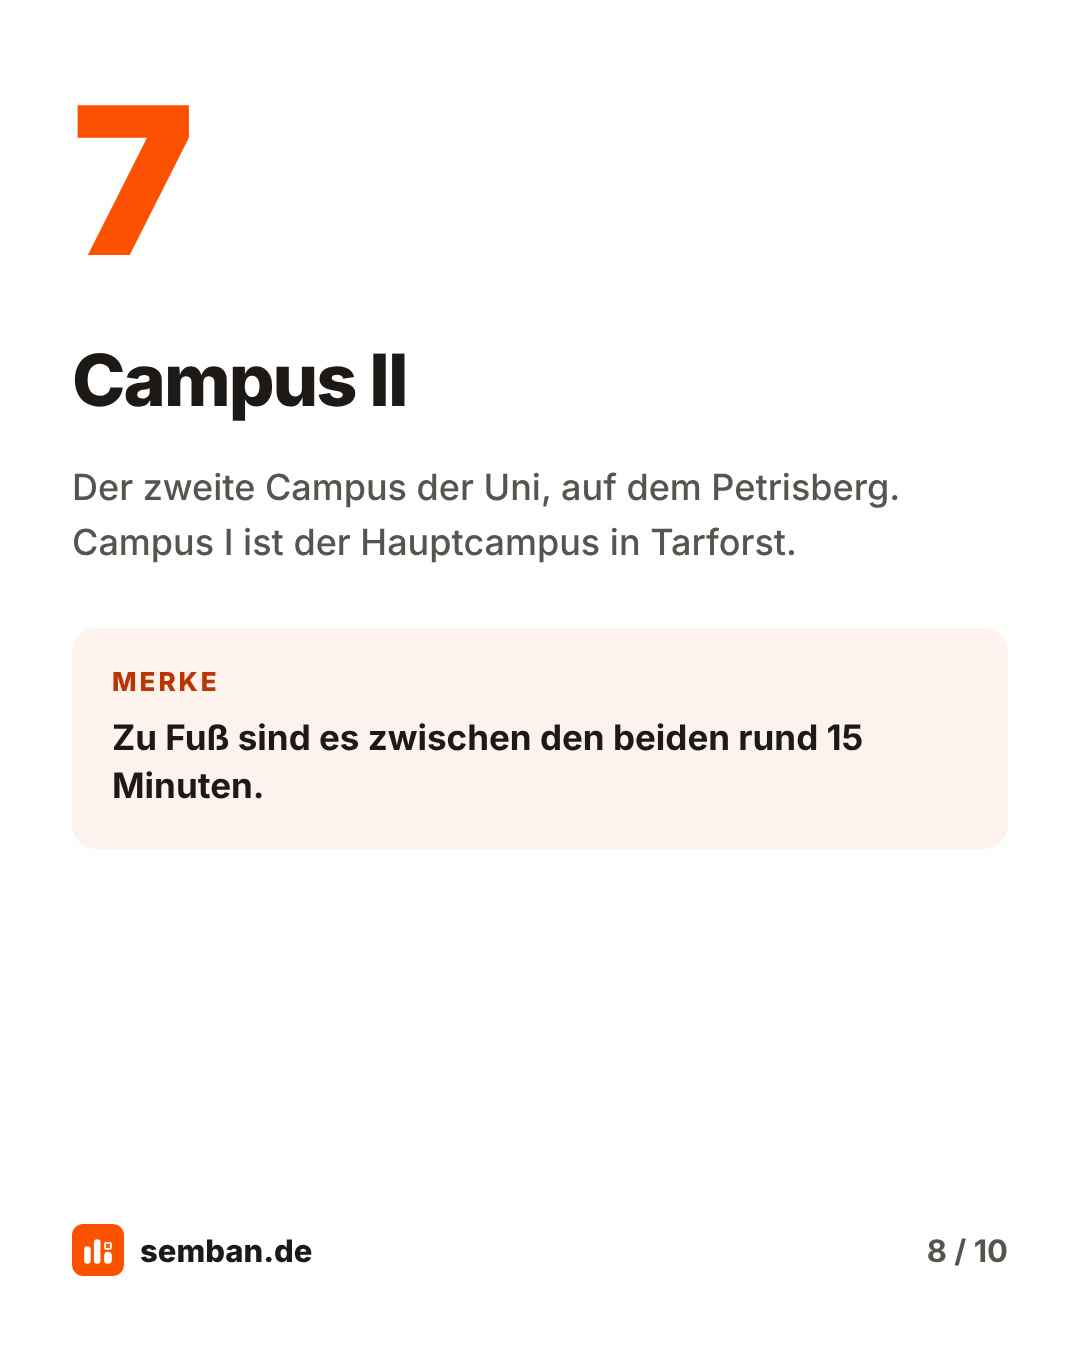 7
Campus II
Der zweite Campus der Uni, auf dem Petrisberg.
Campus I ist der Hauptcampus in Tarforst.
MERKE
Zu Fuß sind es zwischen den beiden rund 15
Minuten.
semban.de
8 / 10